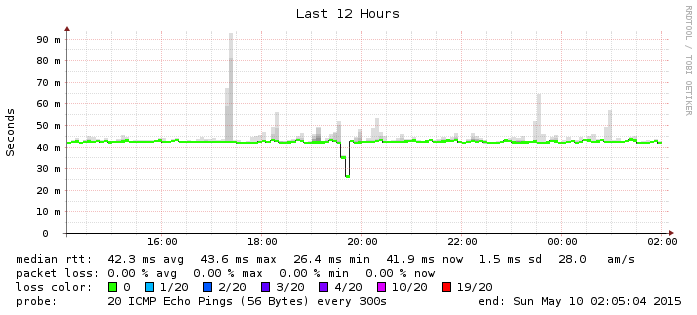 Last 12 Hours
RRDTOOL / TOBI OETIKER
Seconds
90 m
80 m
70 m
60 m
50 m
40 m
30 m
20 m
10 m
0
16:00 18:00 20:00 22:00 00:00 02:00
median rtt: 42.3 ms avg 43.6 ms max 26.4 ms min 41.9 ms now 1.5 ms sd 28.0 am/s
packet loss: 0.00 % avg 0.00 % max 0.00 % min 0.00 % now
loss color: 0 1/20 2/20 3/20 4/20 10/20 19/20
probe: 20 ICMP Echo Pings (56 Bytes) every 300s end: Sun May 10 02:05:04 2015